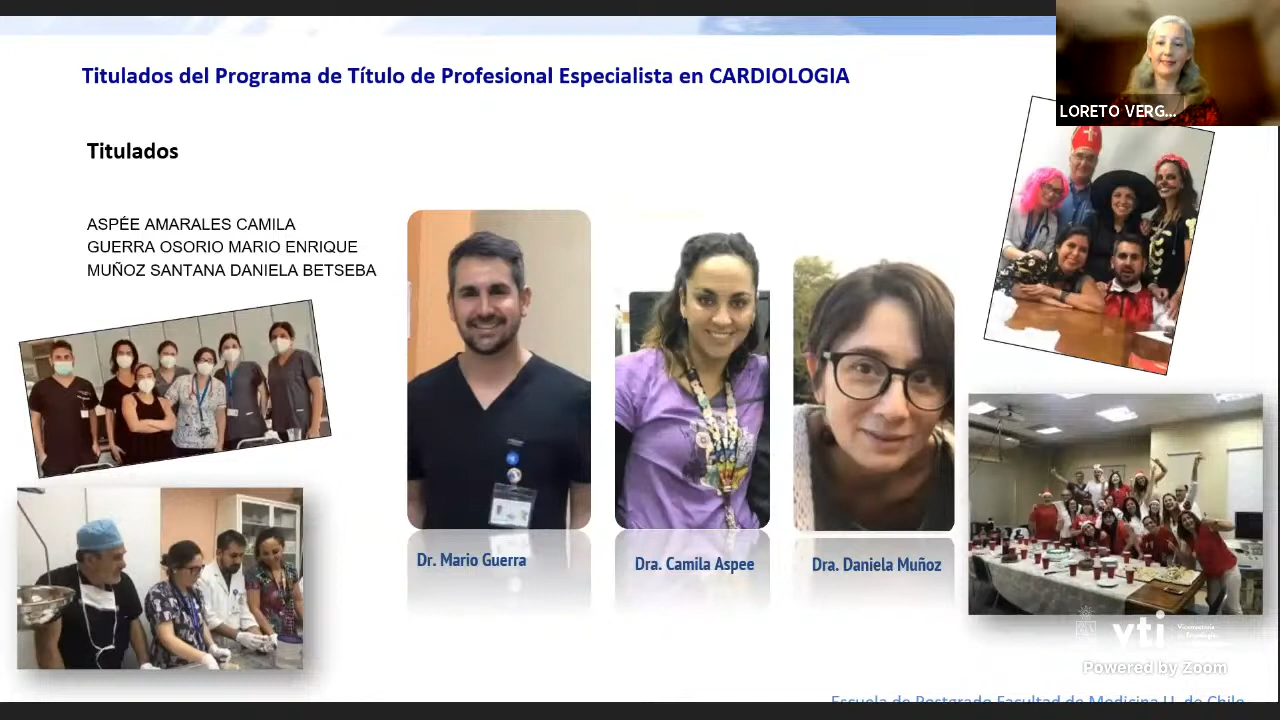 Titulados del Programa de Título de Profesional Especialista en CARDIOLOGIA
LORETO VERG...
Titulados
ASPÉE AMARALES CAMILA
GUERRA OSORIO MARIO ENRIQUE
MUÑOZ SANTANA DANIELA BETSEBA
Dr. Mario Guerra
Dra. Camila Aspee
Dra. Daniela Muñoz
vti
Powered by Zoom
Escuela de Postgrado Facultad de Medicina U. de Chile